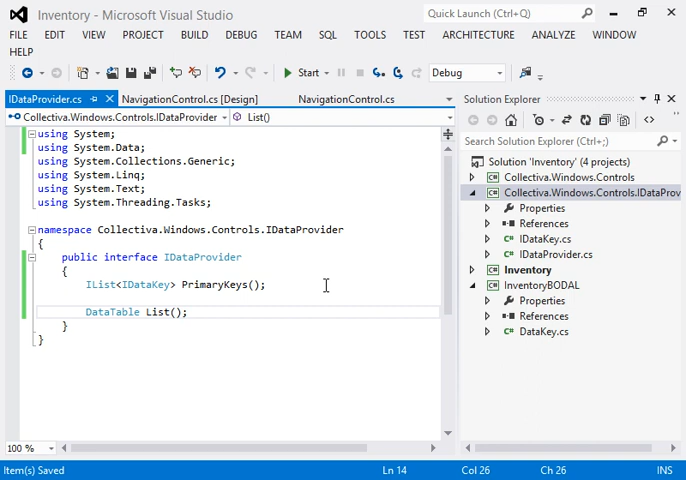 Inventory - Microsoft Visual Studio
Quick Launch (Ctrl+Q)
FILE EDIT VIEW PROJECT BUILD DEBUG TEAM SQL TOOLS TEST ARCHITECTURE ANALYZE WINDOW
HELP
Start Debug
IDataProvider.cs NavigationControl.cs [Design] NavigationControl.cs
Collectiva.Windows.Controls.IDataProvider List()
using System;
using System.Data;
using System.Collections.Generic;
using System.Linq;
using System.Text;
using System.Threading.Tasks;
namespace Collectiva.Windows.Controls.IDataProvider
{
public interface IDataProvider
{
IList<IDataKey> PrimaryKeys();
DataTable List();
}
}
100 %
Solution Explorer
Search Solution Explorer (Ctrl+;)
Solution 'Inventory' (4 projects)
Collectiva.Windows.Controls
Collectiva.Windows.Controls.IDataProv
Properties
References
IDataKey.cs
IDataProvider.cs
Inventory
InventoryBODAL
Properties
References
DataKey.cs
Item(s) Saved Ln 14 Col 26 Ch 26 INS